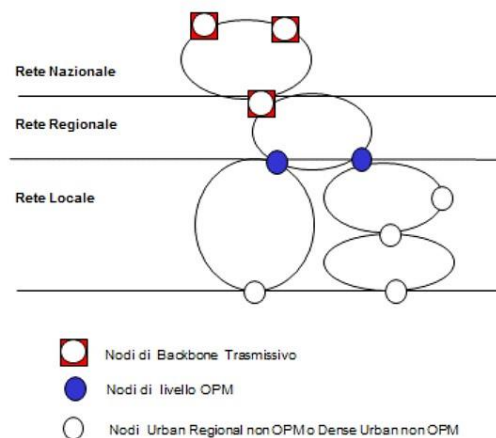 Rete Nazionale
Rete Regionale
Rete Locale
Nodi di Backbone Trasmissivo
Nodi di livello OPM
Nodi Urban Regional non OPM o Dense Urban non OPM